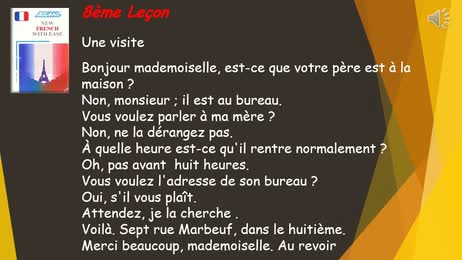 8ème Leçon
ASSiMiL
NEW
FRENCH
WITH EASE
Une visite
Bonjour mademoiselle, est-ce que votre père est à la
maison ?
Non, monsieur ; il est au bureau.
Vous voulez parler à ma mère ?
Non, ne la dérangez pas.
À quelle heure est-ce qu'il rentre normalement ?
Oh, pas avant huit heures.
Vous voulez l'adresse de son bureau ?
Oui, s'il vous plaît.
Attendez, je la cherche .
Voilà. Sept rue Marbeuf, dans le huitième.
Merci beaucoup, mademoiselle. Au revoir